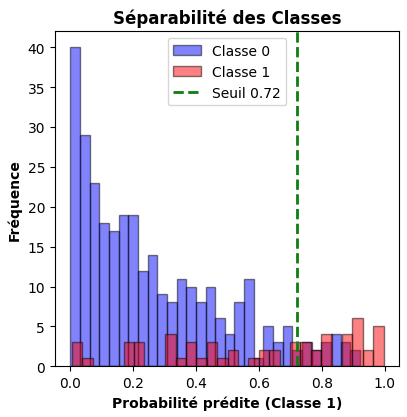 Séparabilité des Classes
Classe 0
Classe 1
Seuil 0.72
Fréquence
40
35
30
25
20
15
10
5
0
0.0 0.2 0.4 0.6 0.8 1.0
Probabilité prédite (Classe 1)